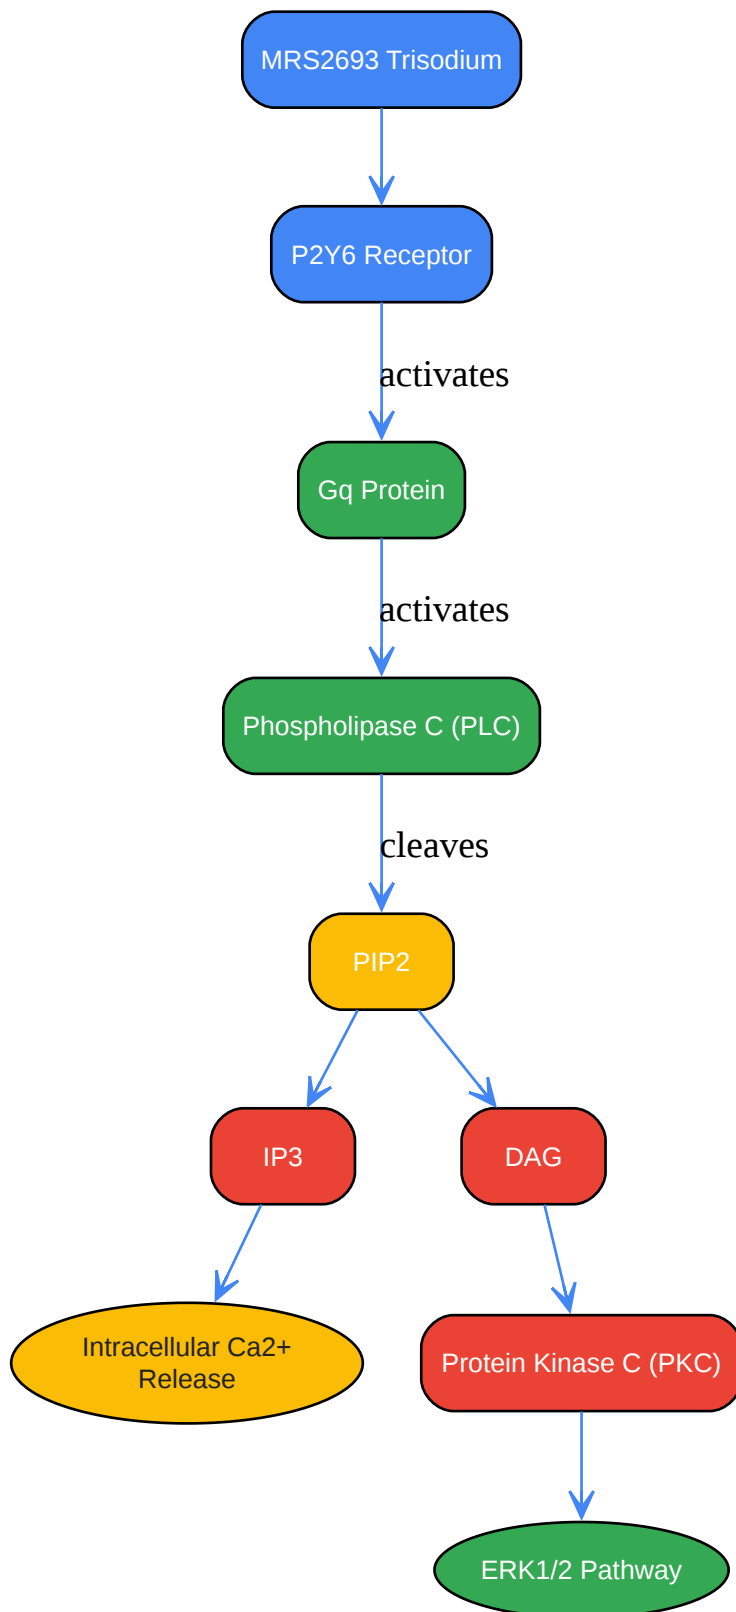 MRS2693 Trisodium
P2Y6 Receptor
activates
Gq Protein
activates
Phospholipase C (PLC)
cleaves
PIP2
IP3
DAG
Intracellular Ca2+
Release
Protein Kinase C (PKC)
ERK1/2 Pathway